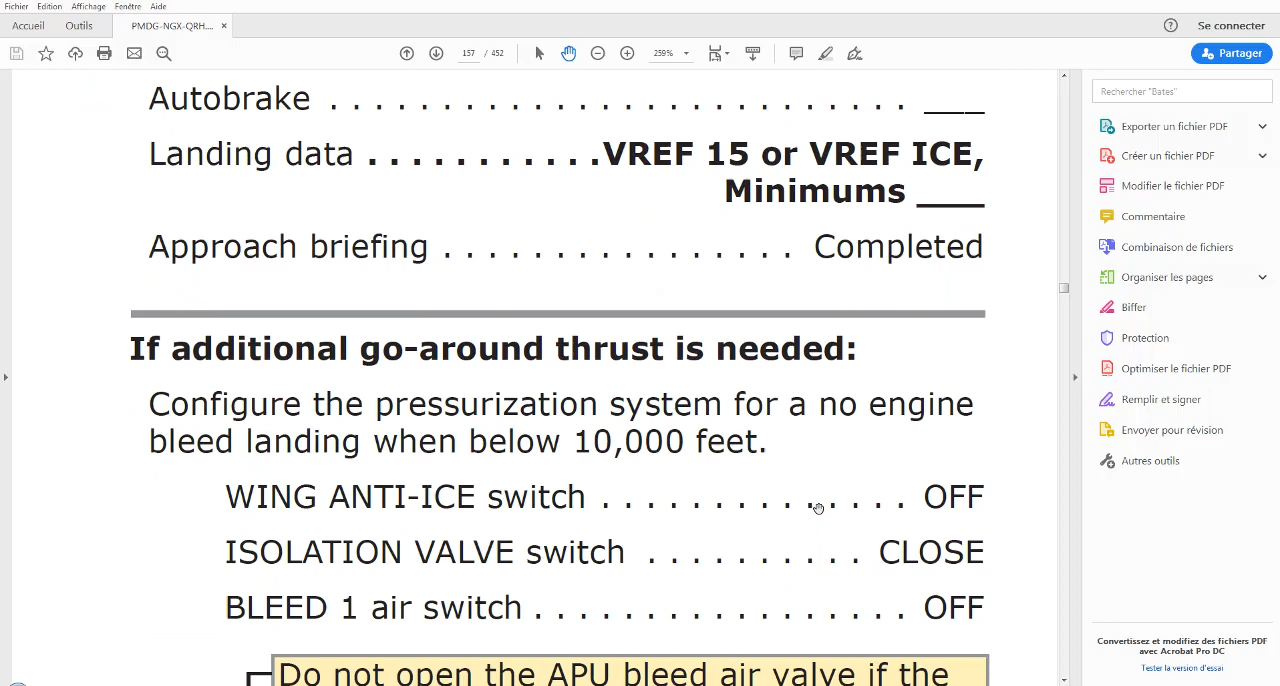 Fichier Edition Affichage Fenêtre Aide
Accueil Outils PMDG-NGX-QRH.... × Se connecter
157 / 452 259% Partager
Autobrake . . . . . . . . . . . . . . . . . . . . . . . . . . ___
Landing data . . . . . . . . . . .VREF 15 or VREF ICE,
Minimums ____
Approach briefing . . . . . . . . . . . . . . . . Completed
If additional go-around thrust is needed:
Configure the pressurization system for a no engine
bleed landing when below 10,000 feet.
WING ANTI-ICE switch . . . . . . . . . . . . . . OFF
ISOLATION VALVE switch . . . . . . . . . . CLOSE
BLEED 1 air switch . . . . . . . . . . . . . . . . . OFF
Do not open the APU bleed air valve if the
Rechercher "Bates"
Exporter un fichier PDF
Créer un fichier PDF
Modifier le fichier PDF
Commentaire
Combinaison de fichiers
Organiser les pages
Biffer
Protection
Optimiser le fichier PDF
Remplir et signer
Envoyer pour révision
Autres outils
Convertissez et modifiez des fichiers PDF
avec Acrobat Pro DC
Tester la version d'essai